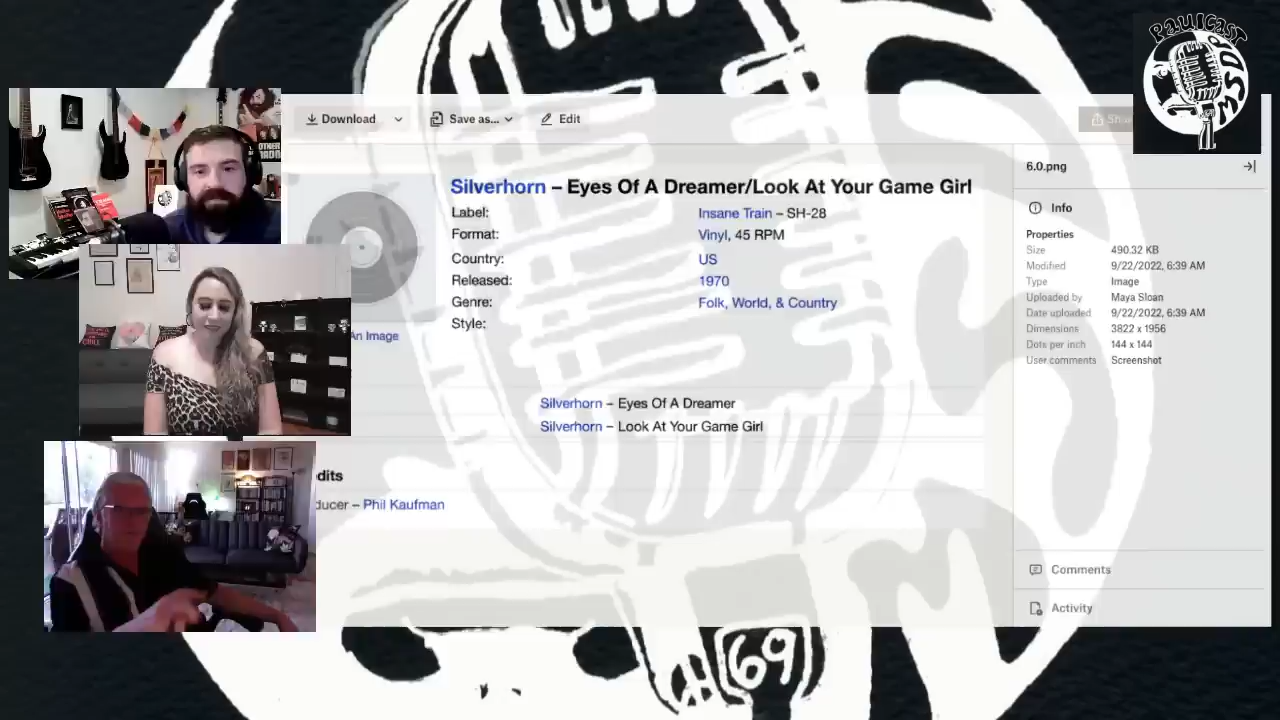 Paulcast
69
Download
Save as...
Edit
6.0.png
Silverhorn – Eyes Of A Dreamer/Look At Your Game Girl
Label: Insane Train – SH-28
Format: Vinyl, 45 RPM
Country: US
Released: 1970
Genre: Folk, World, & Country
Style:
An Image
Silverhorn – Eyes Of A Dreamer
Silverhorn – Look At Your Game Girl
dits
ducer – Phil Kaufman
Info
Properties
Size 490.32 KB
Modified 9/22/2022, 6:39 AM
Type Image
Uploaded by Maya Sloan
Date uploaded 9/22/2022, 6:39 AM
Dimensions 3822 x 1956
Dots per inch 144 x 144
User comments Screenshot
Comments
Activity